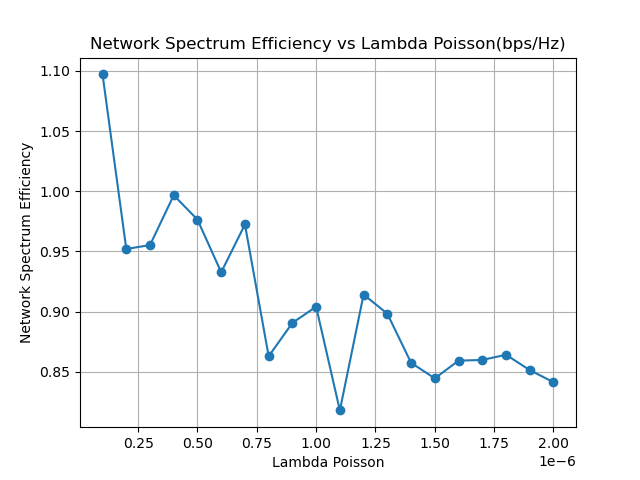 Network Spectrum Efficiency vs Lambda Poisson(bps/Hz)
1.10
1.05
1.00
0.95
0.90
0.85
Network Spectrum Efficiency
0.25 0.50 0.75 1.00 1.25 1.50 1.75 2.00
1e−6
Lambda Poisson